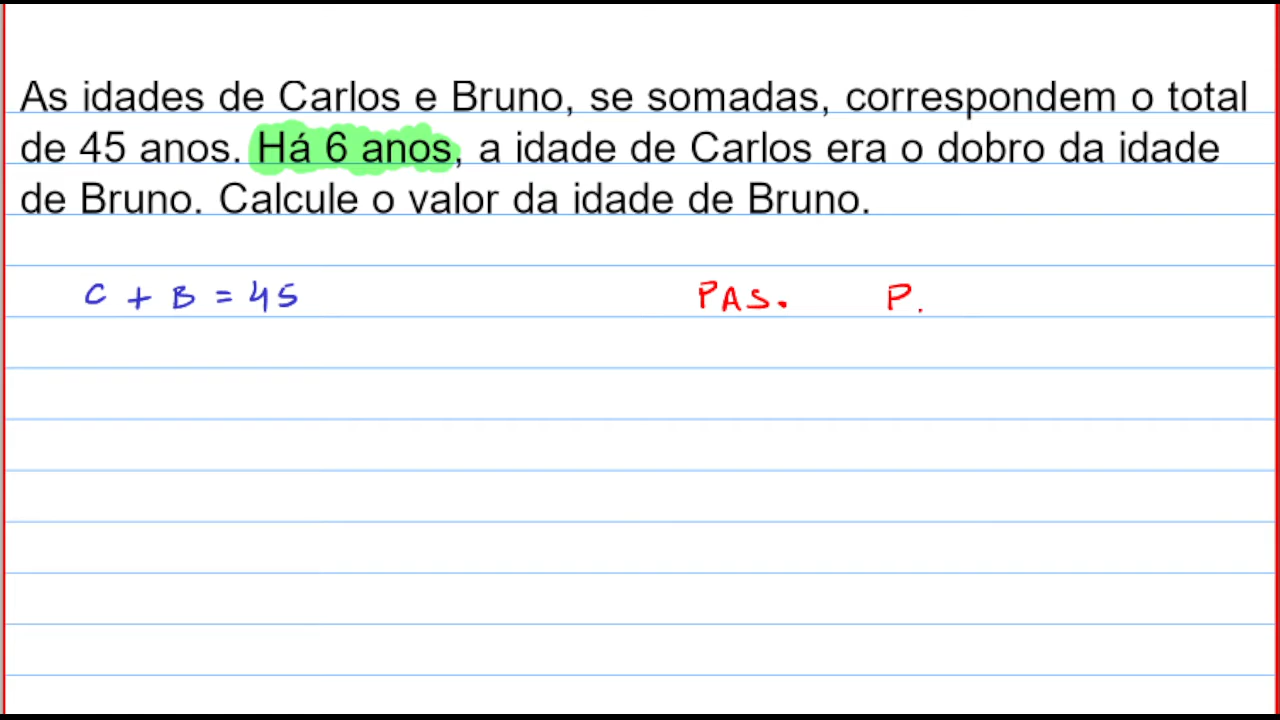 As idades de Carlos e Bruno, se somadas, correspondem o total
de 45 anos. Há 6 anos, a idade de Carlos era o dobro da idade
de Bruno. Calcule o valor da idade de Bruno.
C + B = 45 PAS. P.